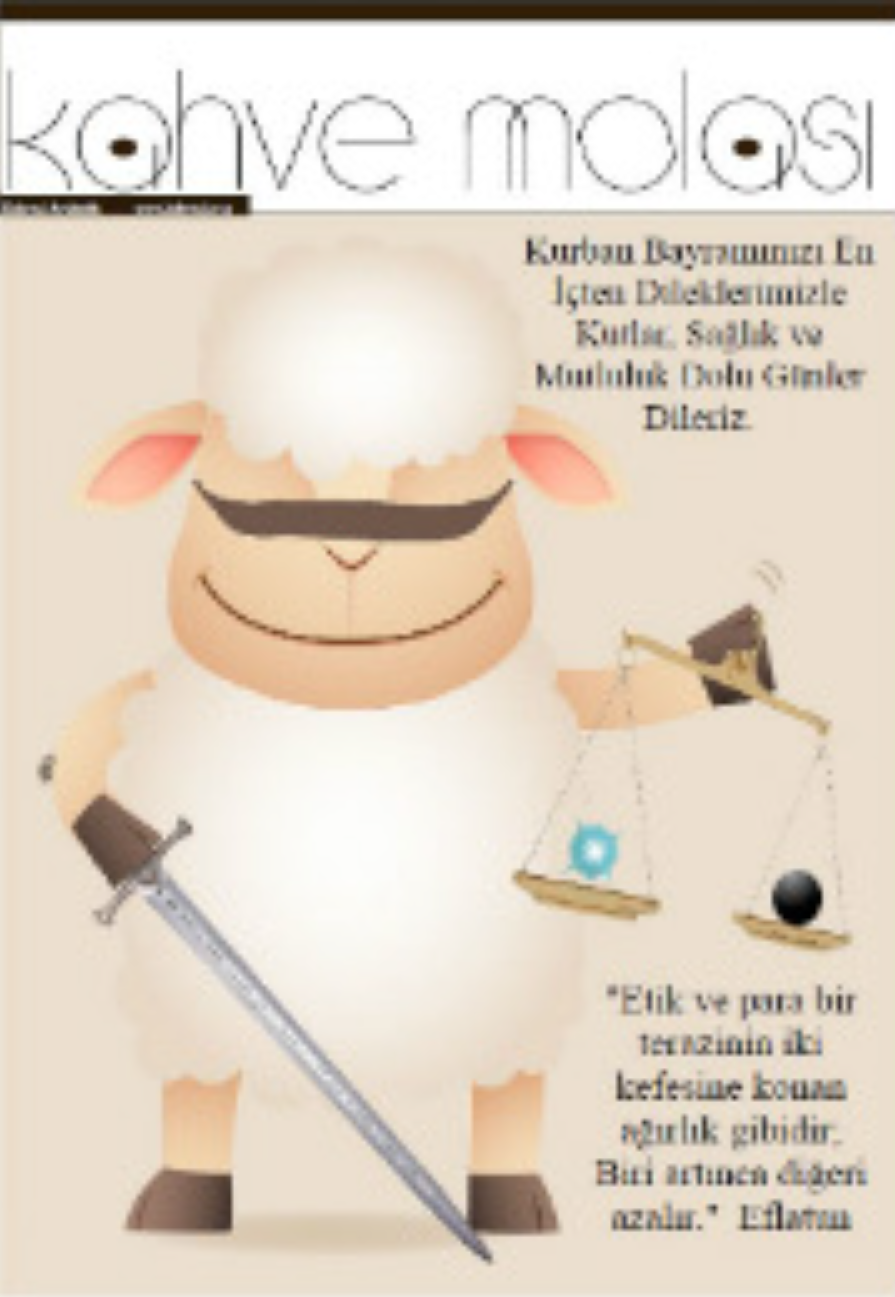 kahve molası
Kurban Bayramınızı En
İçten Dileklerimizle
Kutlar, Sağlık ve
Mutluluk Dolu Günler
Dileriz.
"Etik ve para bir
terazinin iki
kefesine konan
ağırlık gibidir.
Biri artınca diğeri
azalır." Eflatun